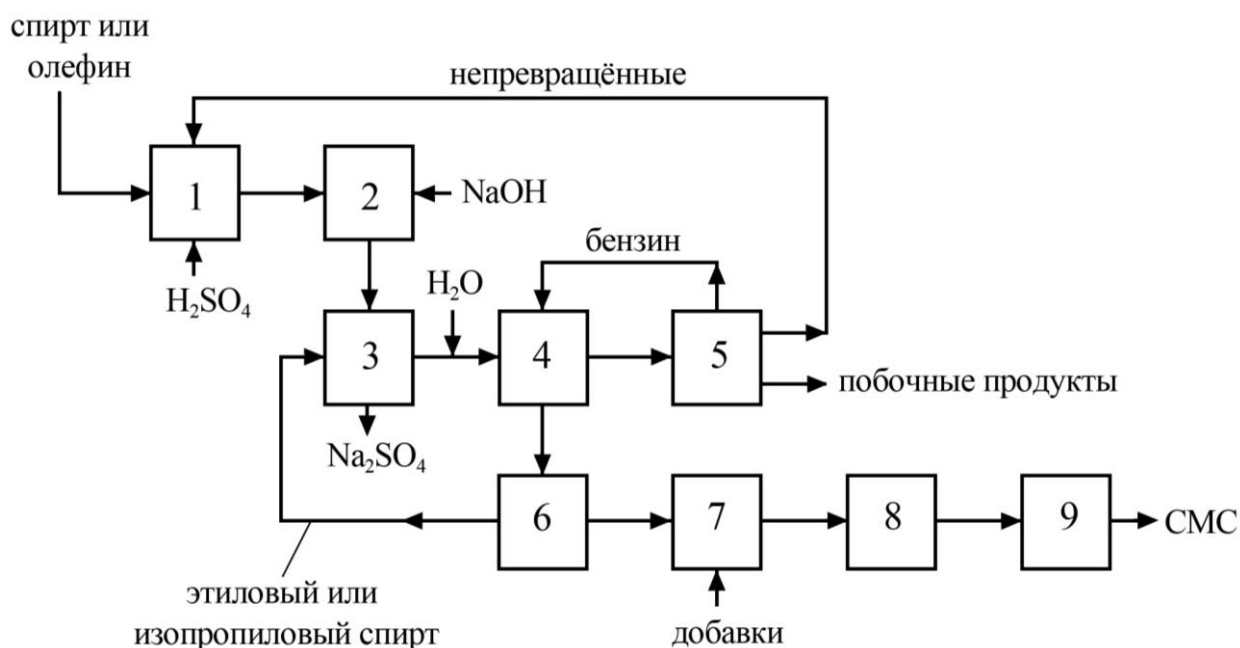 спирт или
олефин
непревращённые
1
2
NaOH
H₂SO₄
бензин
H₂O
3
4
5
побочные продукты
Na₂SO₄
6
7
8
9
СМС
этиловый или
изопропиловый спирт
добавки